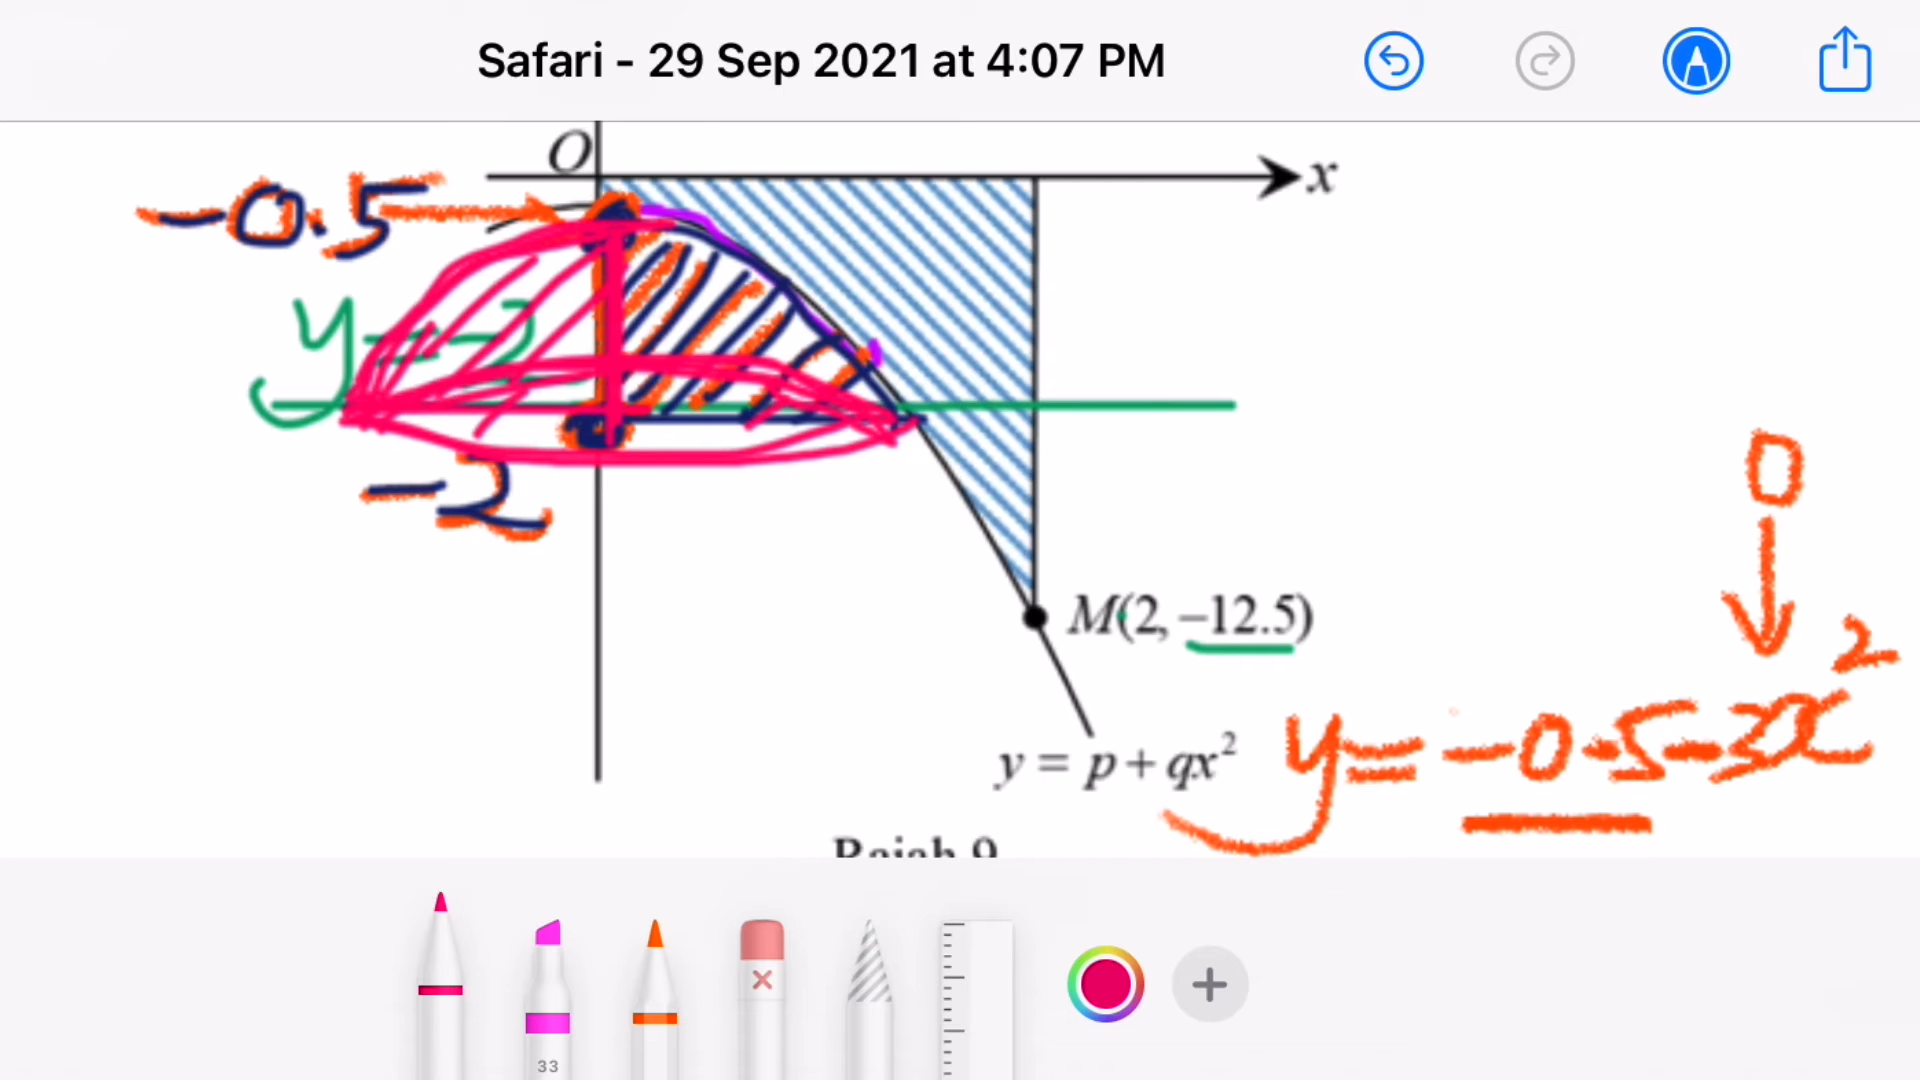 Safari - 29 Sep 2021 at 4:07 PM
O
x
-0.5
y=-2
-2
0
M(2, −12.5)
y = p + qx²
y = -0.5-3x²
Rajah 9
33